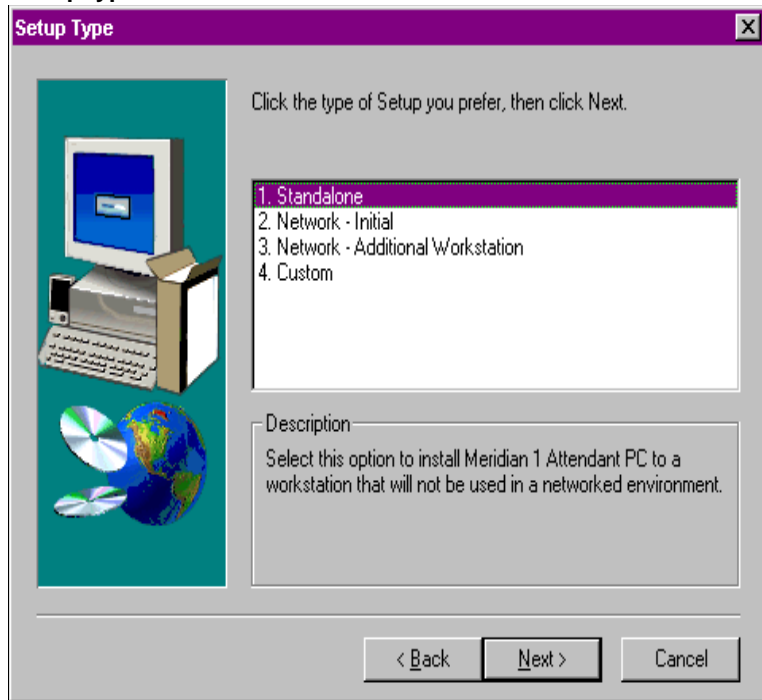 Setup Type
Click the type of Setup you prefer, then click Next.
1. Standalone
2. Network - Initial
3. Network - Additional Workstation
4. Custom
Description
Select this option to install Meridian 1 Attendant PC to a
workstation that will not be used in a networked environment.
< Back
Next >
Cancel